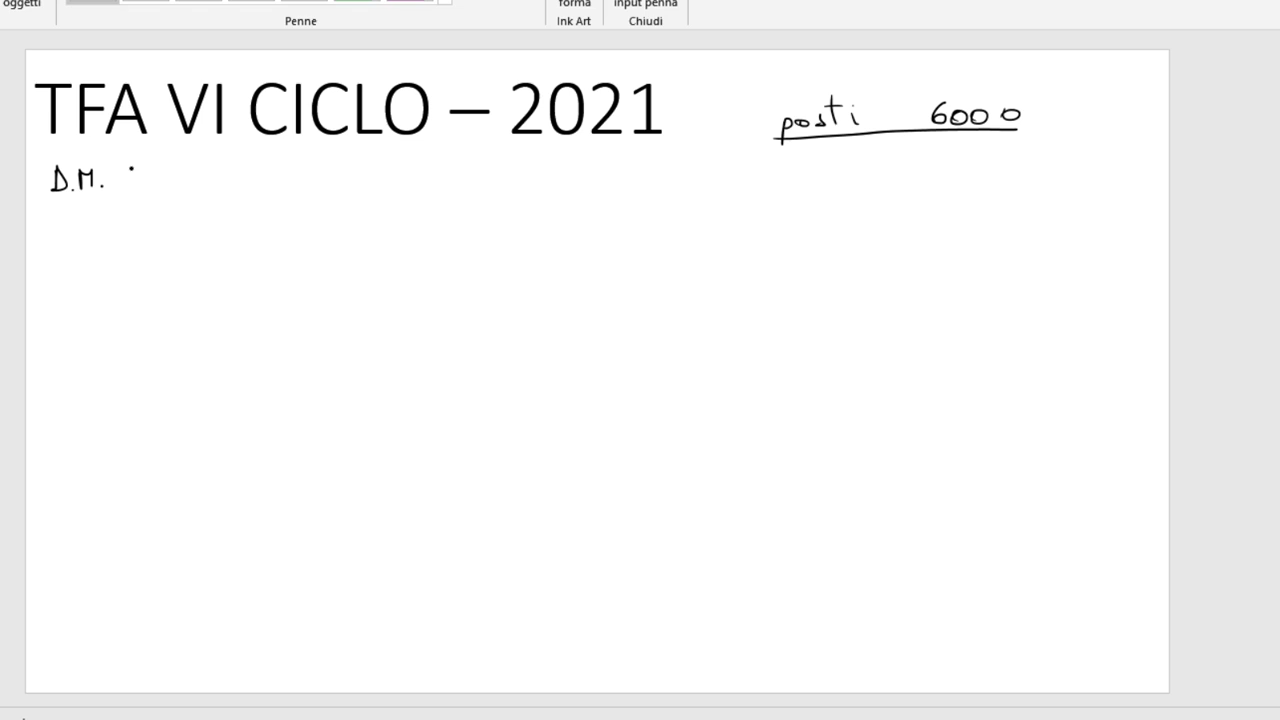 oggetti
forma
input penna
Penne
Ink Art
Chiudi
TFA VI CICLO – 2021
posti 6000
D.M.